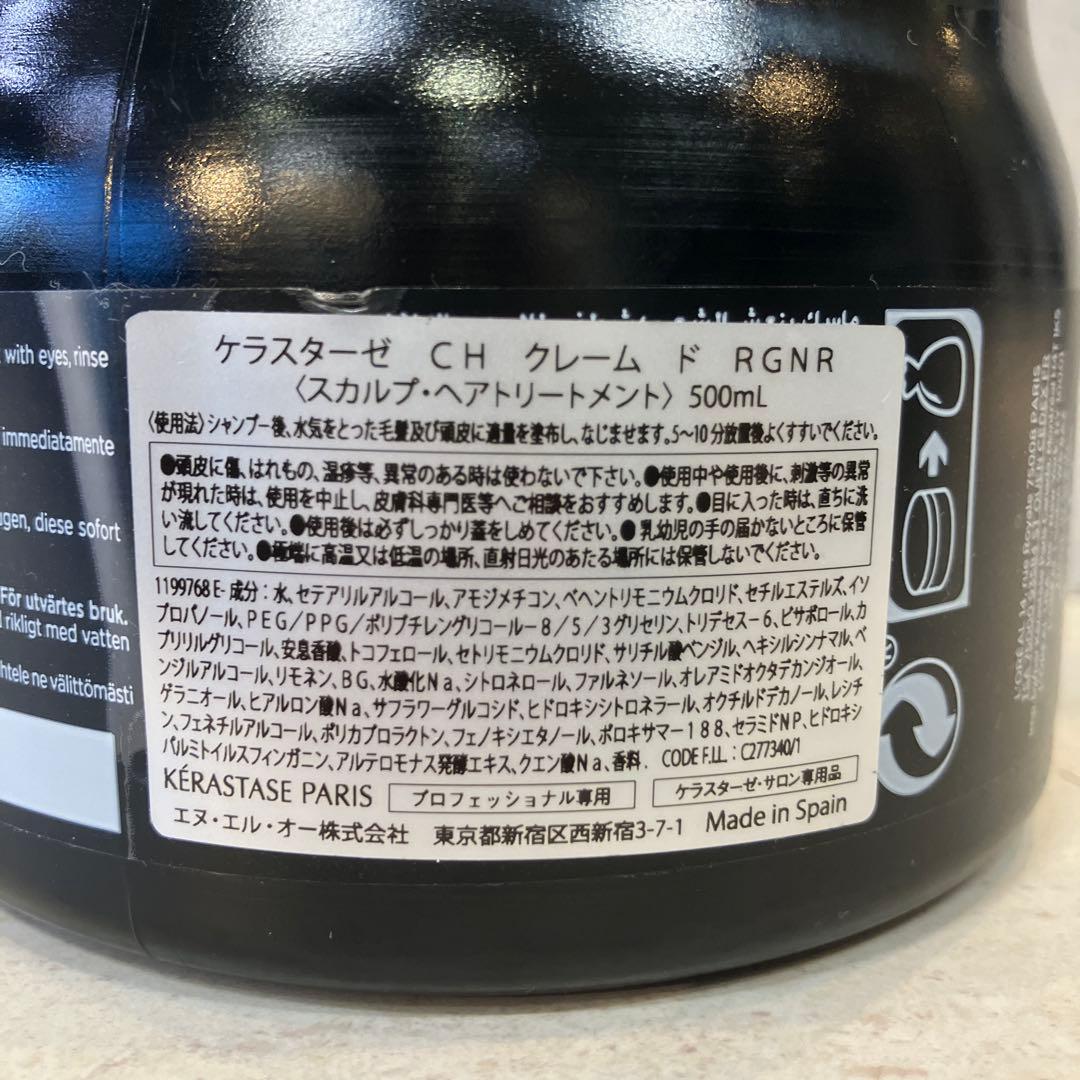 with eyes, rinse
immediatamente
ugen, diese sofort
För utvärtes bruk.
rikligt med vatten
htele ne välittömästi
ケラスターゼ CH クレーム ド RGNR
〈スカルプ・ヘアトリートメント〉 500mL
〈使用法〉シャンプー後、水気をとった毛髪及び頭皮に適量を塗布し、なじませます。5〜10分放置後よくすすいでください。
●頭皮に傷、はれもの、湿疹等、異常のある時は使わないで下さい。●使用中や使用後に、刺激等の異常
が現れた時は、使用を中止し、皮膚科専門医等へご相談をおすすめします。●目に入った時は、直ちに洗
い流してください。●使用後は必ずしっかり蓋をしめてください。●乳幼児の手の届かないところに保管
してください。●極端に高温又は低温の場所、直射日光のあたる場所には保管しないでください。
1199768 E- 成分：水、セテアリルアルコール、アモジメチコン、ベヘントリモニウムクロリド、セチルエステルズ、イソ
プロパノール、PEG/PPG/ポリブチレングリコール－8/5/3グリセリン、トリデセス－6、ビサボロール、カ
プリリルグリコール、安息香酸、トコフェロール、セトリモニウムクロリド、サリチル酸ベンジル、ヘキシルシンナマル、ベ
ンジルアルコール、リモネン、BG、水酸化Na、シトロネロール、ファルネソール、オレアミドオクタデカンジオール、
ゲラニオール、ヒアルロン酸Na、サフラワーグルコシド、ヒドロキシシトロネラール、オクチルドデカノール、レシチ
ン、フェネチルアルコール、ポリカプロラクトン、フェノキシエタノール、ポロキサマー188、セラミドNP、ヒドロキシ
パルミトイルスフィンガニン、アルテロモナス発酵エキス、クエン酸Na、香料. CODE F.I.L. : C277340/1
KÉRASTASE PARIS プロフェッショナル専用 ケラスターゼ・サロン専用品
エヌ・エル・オー株式会社 東京都新宿区西新宿3-7-1 Made in Spain